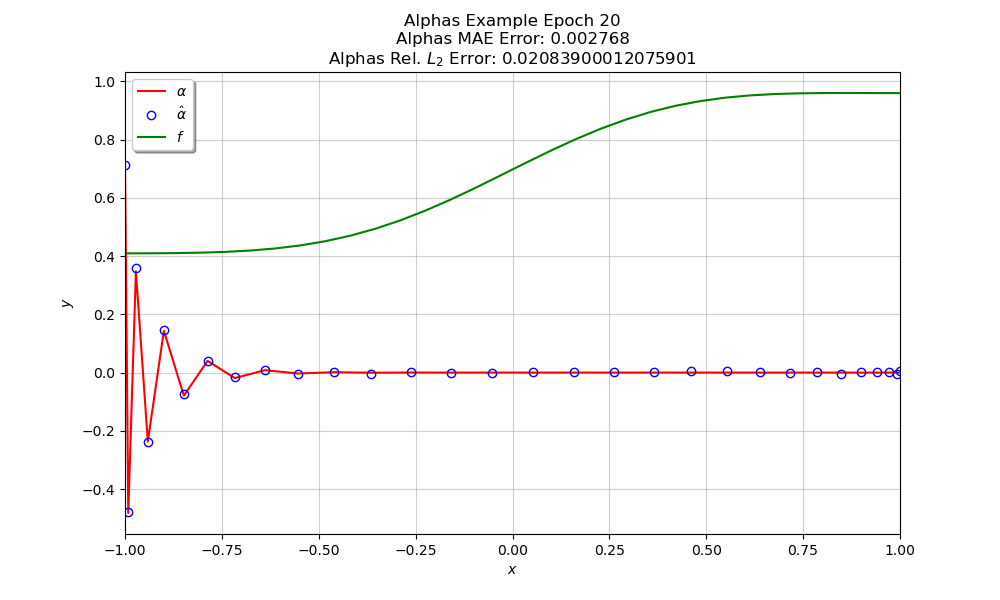 Alphas Example Epoch 20
Alphas MAE Error: 0.002768
Alphas Rel. $L_2$ Error: 0.02083900012075901
α
α̂
f
1.0
0.8
0.6
0.4
0.2
0.0
−0.2
−0.4
y
−1.00 −0.75 −0.50 −0.25 0.00 0.25 0.50 0.75 1.00
x